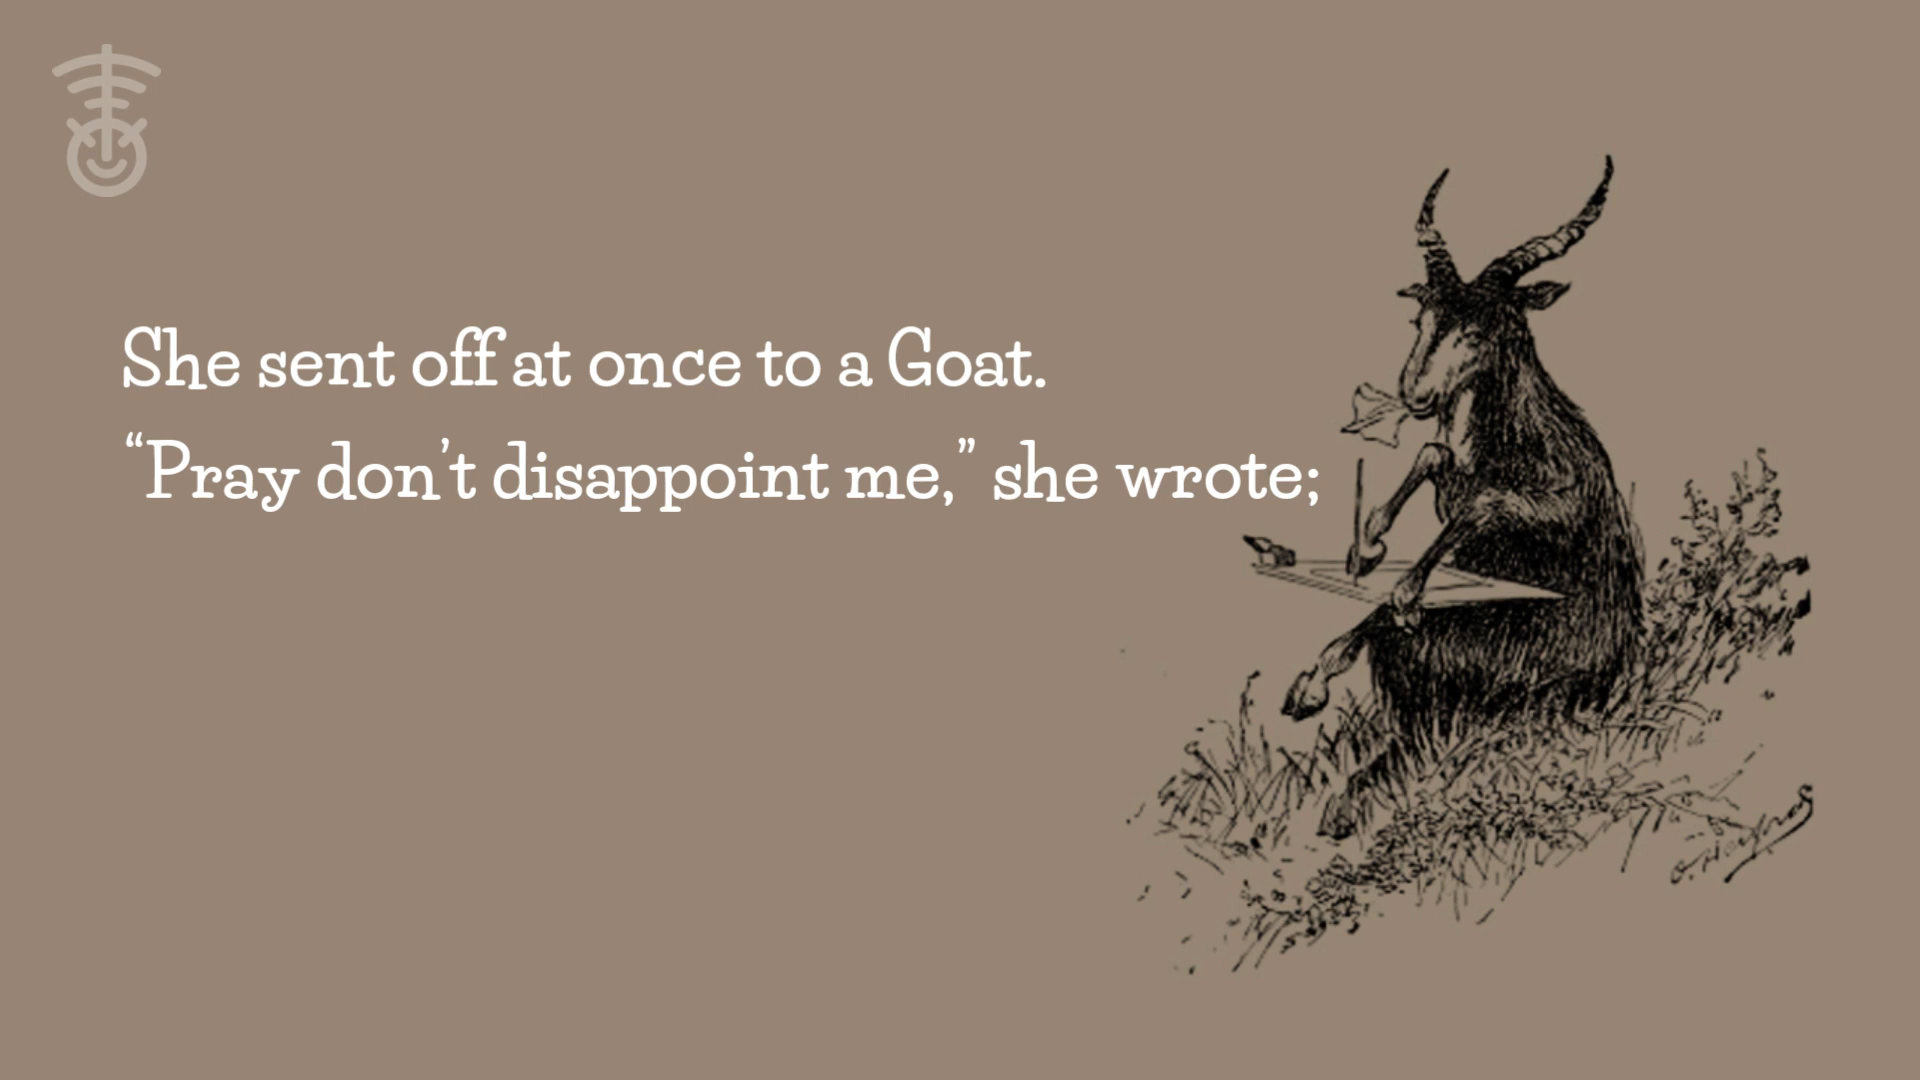 She sent off at once to a Goat.
“Pray don’t disappoint me,” she wrote;